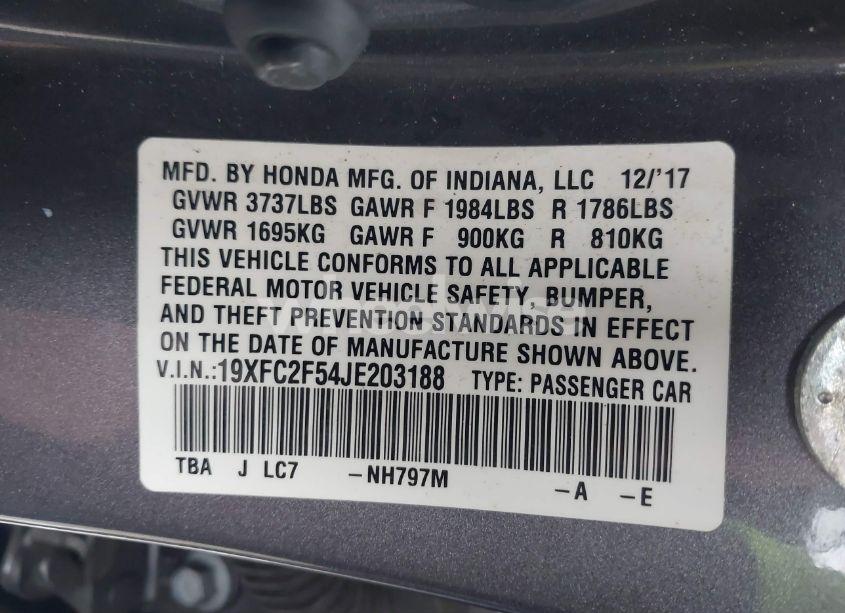 MFD. BY HONDA MFG. OF INDIANA, LLC 12/'17
GVWR 3737LBS GAWR F 1984LBS R 1786LBS
GVWR 1695KG GAWR F 900KG R 810KG
THIS VEHICLE CONFORMS TO ALL APPLICABLE
FEDERAL MOTOR VEHICLE SAFETY, BUMPER,
AND THEFT PREVENTION STANDARDS IN EFFECT
ON THE DATE OF MANUFACTURE SHOWN ABOVE.
V.I.N.:19XFC2F54JE203188 TYPE: PASSENGER CAR
TBA J LC7 -NH797M -A -E